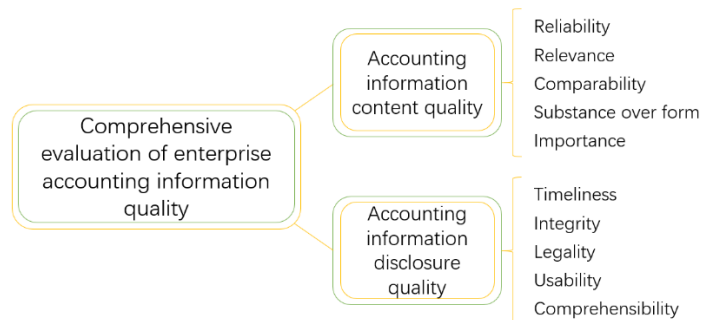 Comprehensive
evaluation of enterprise
accounting information
quality
Accounting
information
content quality
Reliability
Relevance
Comparability
Substance over form
Importance
Accounting
information
disclosure
quality
Timeliness
Integrity
Legality
Usability
Comprehensibility